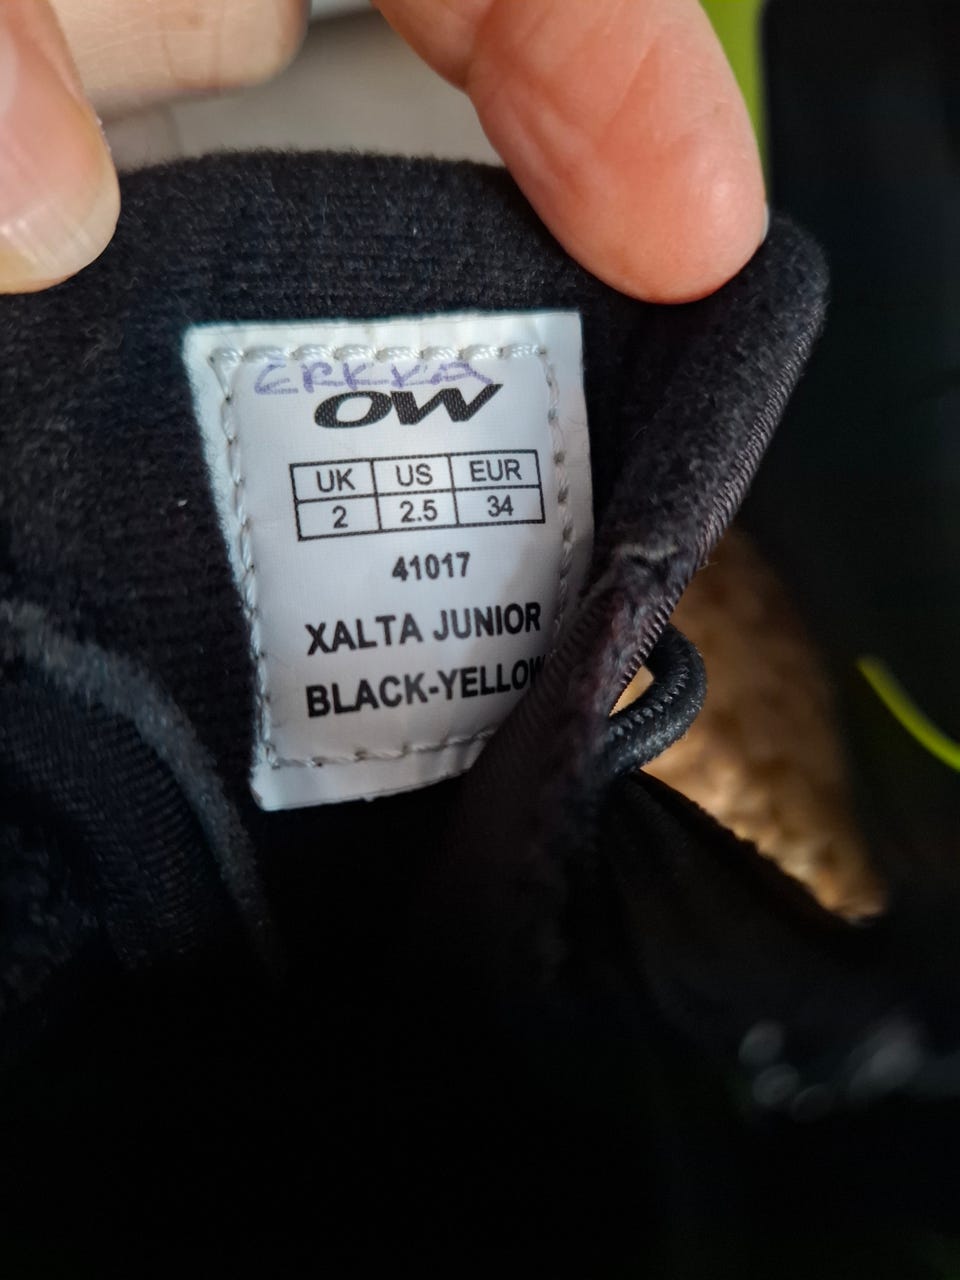 ERKKA
OW
UK US EUR
2 2.5 34
41017
XALTA JUNIOR
BLACK-YELLOW